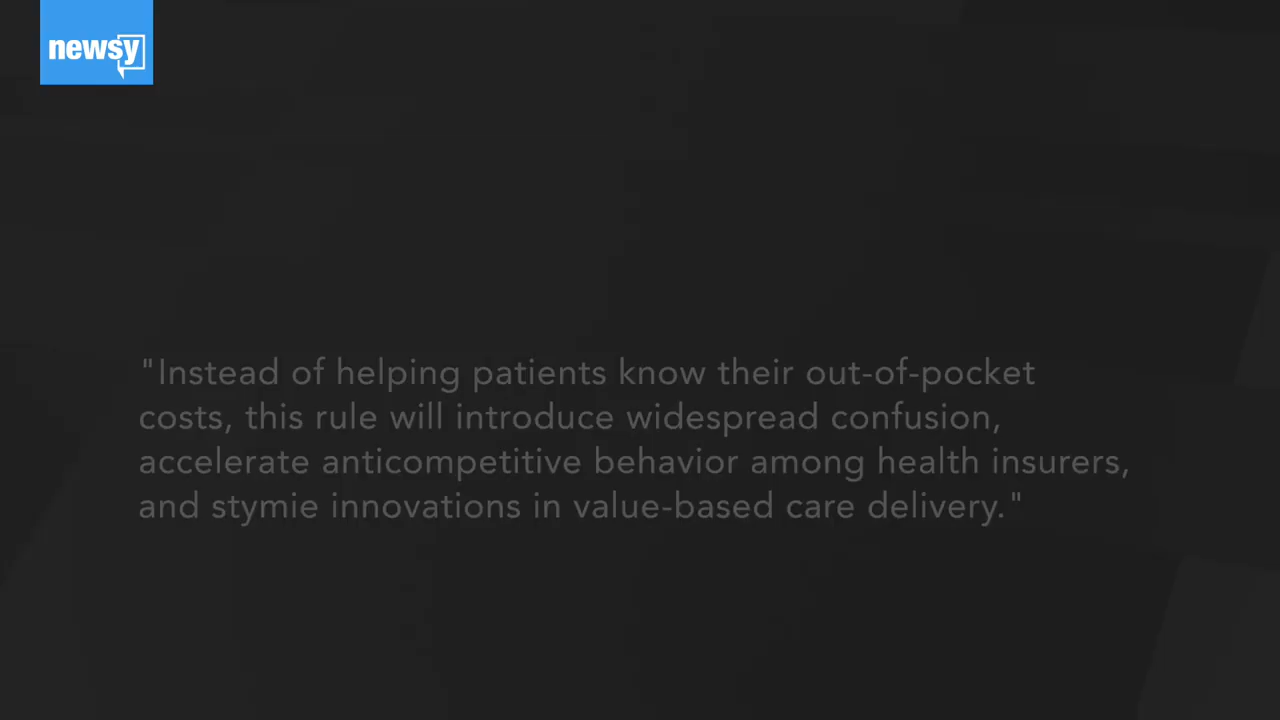 newsy
"Instead of helping patients know their out-of-pocket
costs, this rule will introduce widespread confusion,
accelerate anticompetitive behavior among health insurers,
and stymie innovations in value-based care delivery."